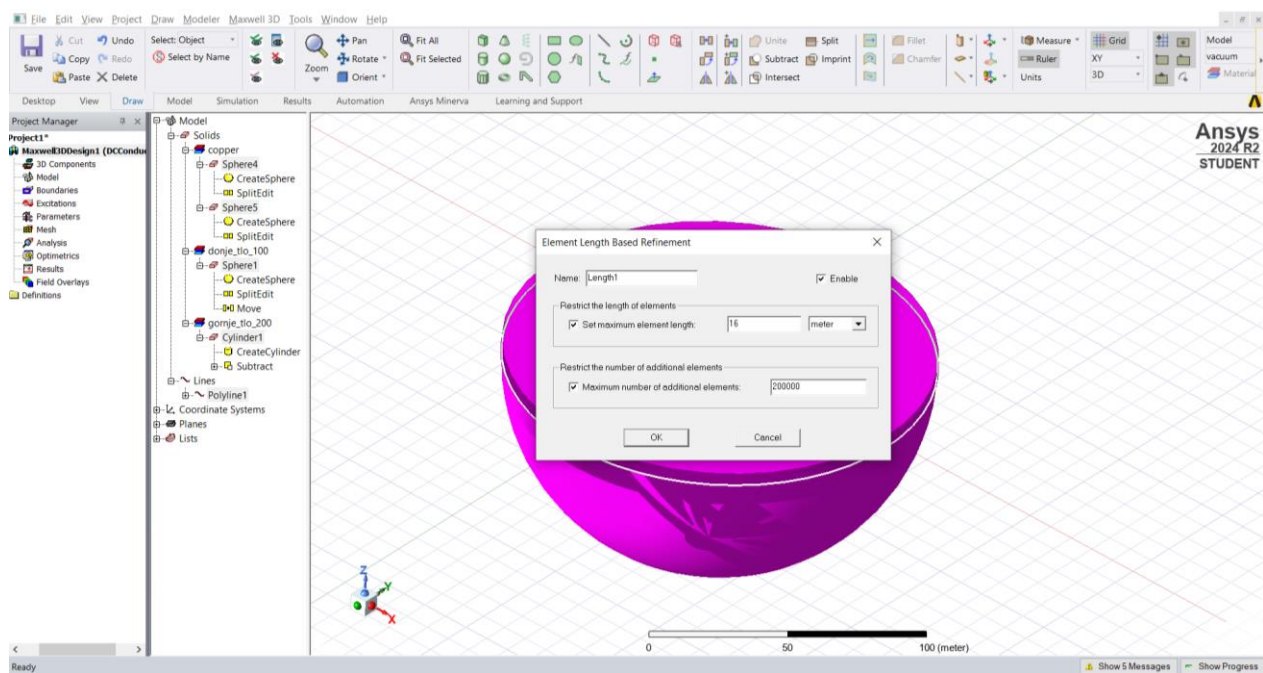 File Edit View Project Draw Modeler Maxwell 3D Tools Window Help
Save
Cut
Copy
Paste
Undo
Redo
Delete
Select: Object
Select by Name
Zoom
Pan
Rotate
Orient
Fit All
Fit Selected
Unite
Subtract
Intersect
Split
Imprint
Fillet
Chamfer
Measure
Ruler
Units
Grid
XY
3D
Model
vacuum
Material
Desktop View Draw Model Simulation Results Automation Ansys Minerva Learning and Support
Project Manager
Project1*
Maxwell3DDesign1 (DCCondu
3D Components
Model
Boundaries
Excitations
Parameters
Mesh
Analysis
Optimetrics
Results
Field Overlays
Definitions
Model
Solids
copper
Sphere4
CreateSphere
SplitEdit
Sphere5
CreateSphere
SplitEdit
donje_tlo_100
Sphere1
CreateSphere
SplitEdit
Move
gornje_tlo_200
Cylinder1
CreateCylinder
Subtract
Lines
Polyline1
Coordinate Systems
Planes
Lists
Ansys
2024 R2
STUDENT
Element Length Based Refinement
Name: Length1
Enable
Restrict the length of elements
Set maximum element length: 16 meter
Restrict the number of additional elements
Maximum number of additional elements: 200000
OK Cancel
Z
Y
X
0 50 100 (meter)
Ready
Show 5 Messages Show Progress